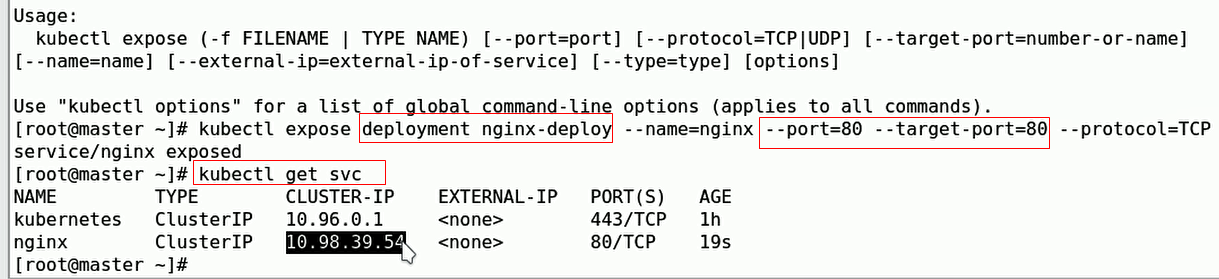 Usage:
kubectl expose (-f FILENAME | TYPE NAME) [--port=port] [--protocol=TCP|UDP] [--target-port=number-or-name]
[--name=name] [--external-ip=external-ip-of-service] [--type=type] [options]
Use "kubectl options" for a list of global command-line options (applies to all commands).
[root@master ~]# kubectl expose deployment nginx-deploy --name=nginx --port=80 --target-port=80 --protocol=TCP
service/nginx exposed
[root@master ~]# kubectl get svc
NAME TYPE CLUSTER-IP EXTERNAL-IP PORT(S) AGE
kubernetes ClusterIP 10.96.0.1 <none> 443/TCP 1h
nginx ClusterIP 10.98.39.54 <none> 80/TCP 19s
[root@master ~]#